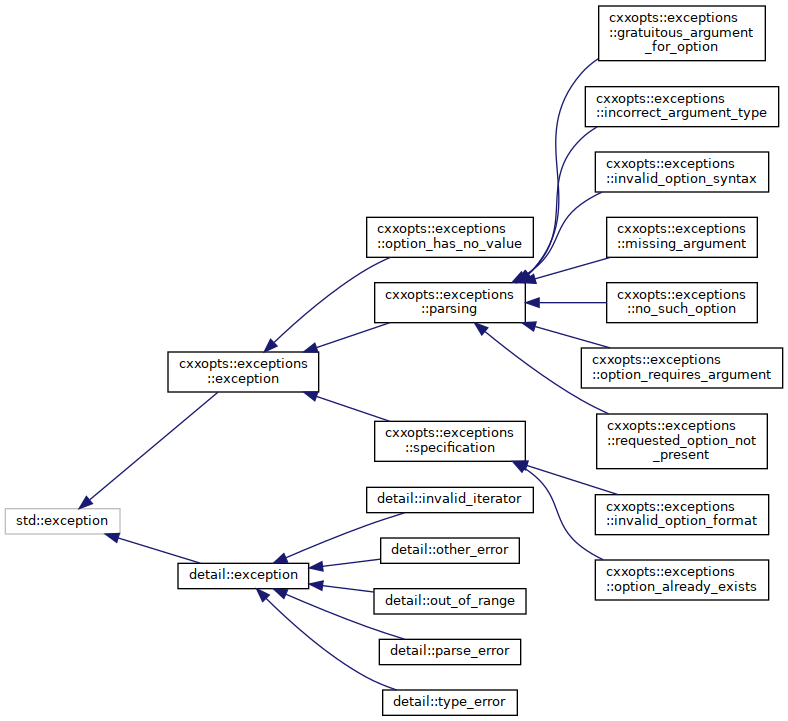 cxxopts::exceptions
::gratuitous_argument
_for_option
cxxopts::exceptions
::incorrect_argument_type
cxxopts::exceptions
::invalid_option_syntax
cxxopts::exceptions
::option_has_no_value
cxxopts::exceptions
::missing_argument
cxxopts::exceptions
::parsing
cxxopts::exceptions
::no_such_option
cxxopts::exceptions
::exception
cxxopts::exceptions
::option_requires_argument
cxxopts::exceptions
::specification
cxxopts::exceptions
::requested_option_not
_present
detail::invalid_iterator
cxxopts::exceptions
::invalid_option_format
std::exception
detail::other_error
detail::exception
cxxopts::exceptions
::option_already_exists
detail::out_of_range
detail::parse_error
detail::type_error